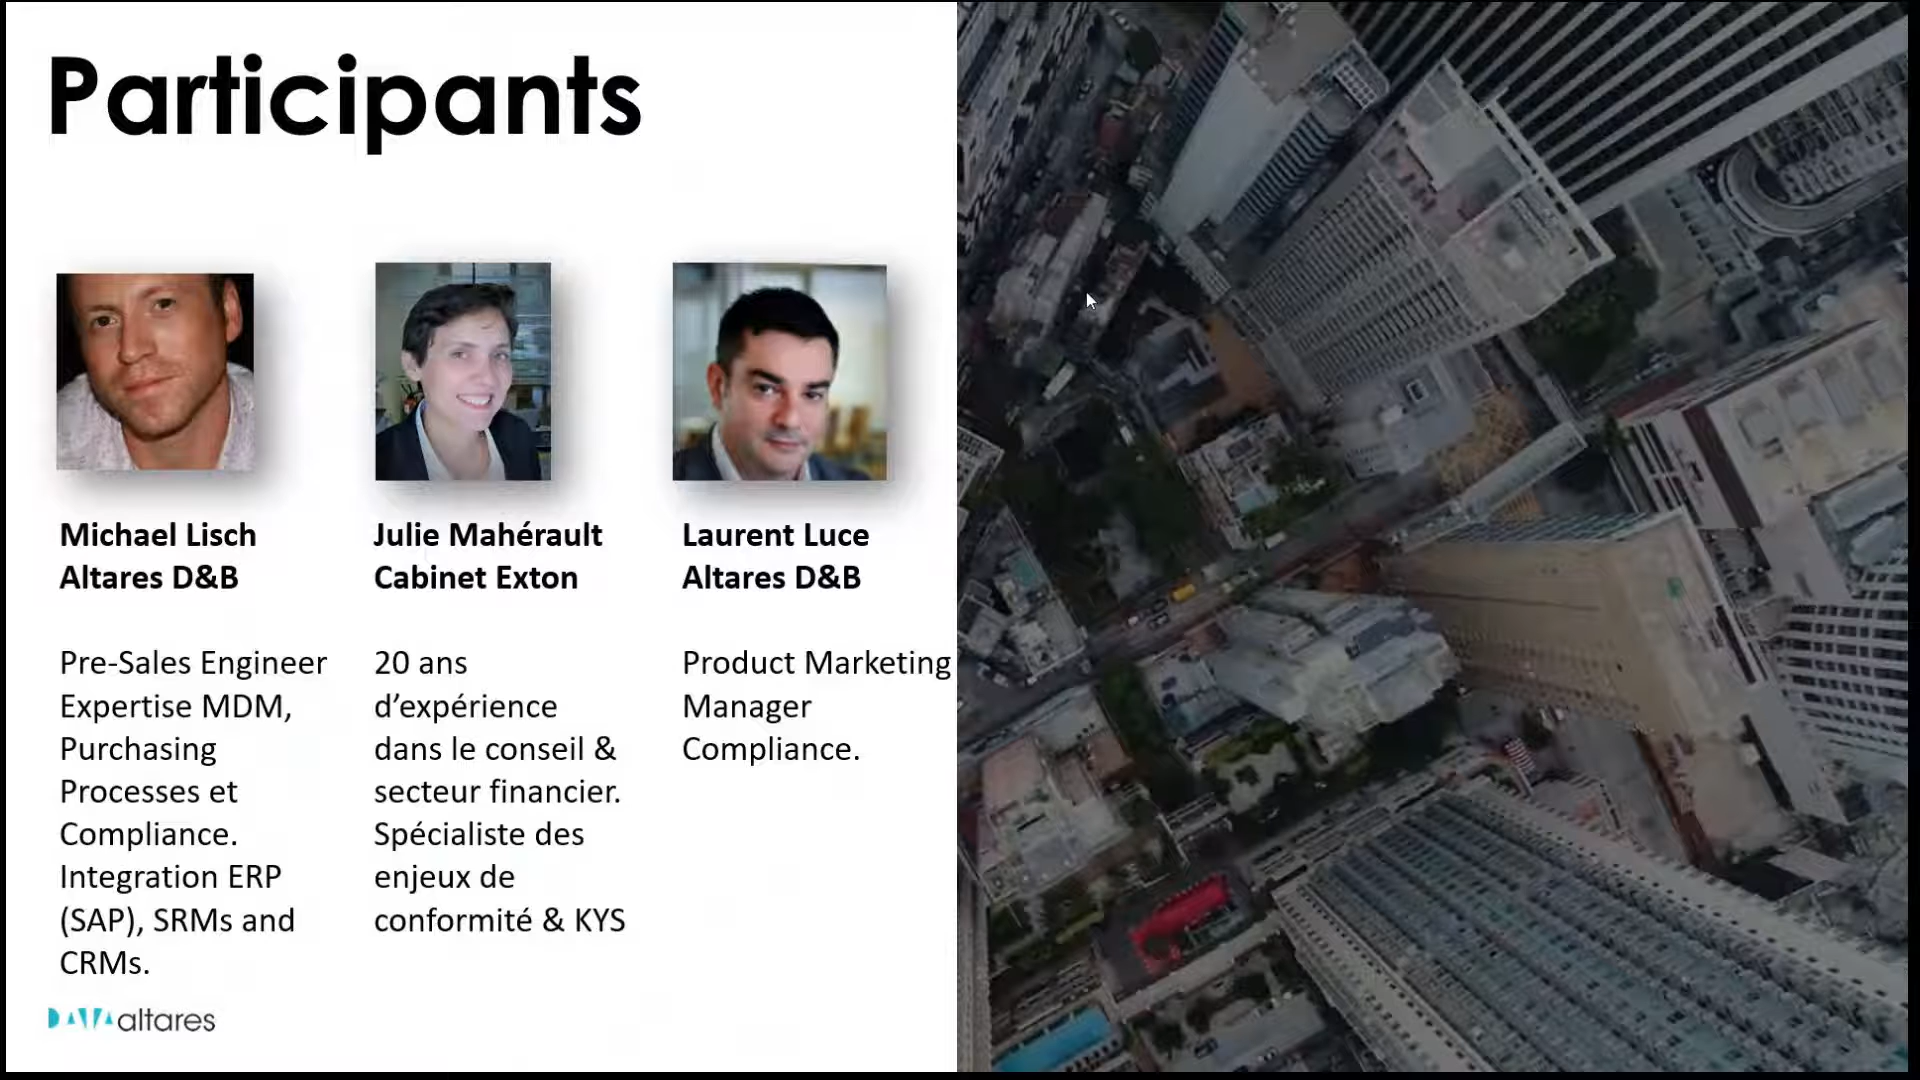 Participants
Michael Lisch
Altares D&B
Pre-Sales Engineer
Expertise MDM,
Purchasing
Processes et
Compliance.
Integration ERP
(SAP), SRMs and
CRMs.
Julie Mahérault
Cabinet Exton
20 ans
d’expérience
dans le conseil &
secteur financier.
Spécialiste des
enjeux de
conformité & KYS
Laurent Luce
Altares D&B
Product Marketing
Manager
Compliance.
DATA altares